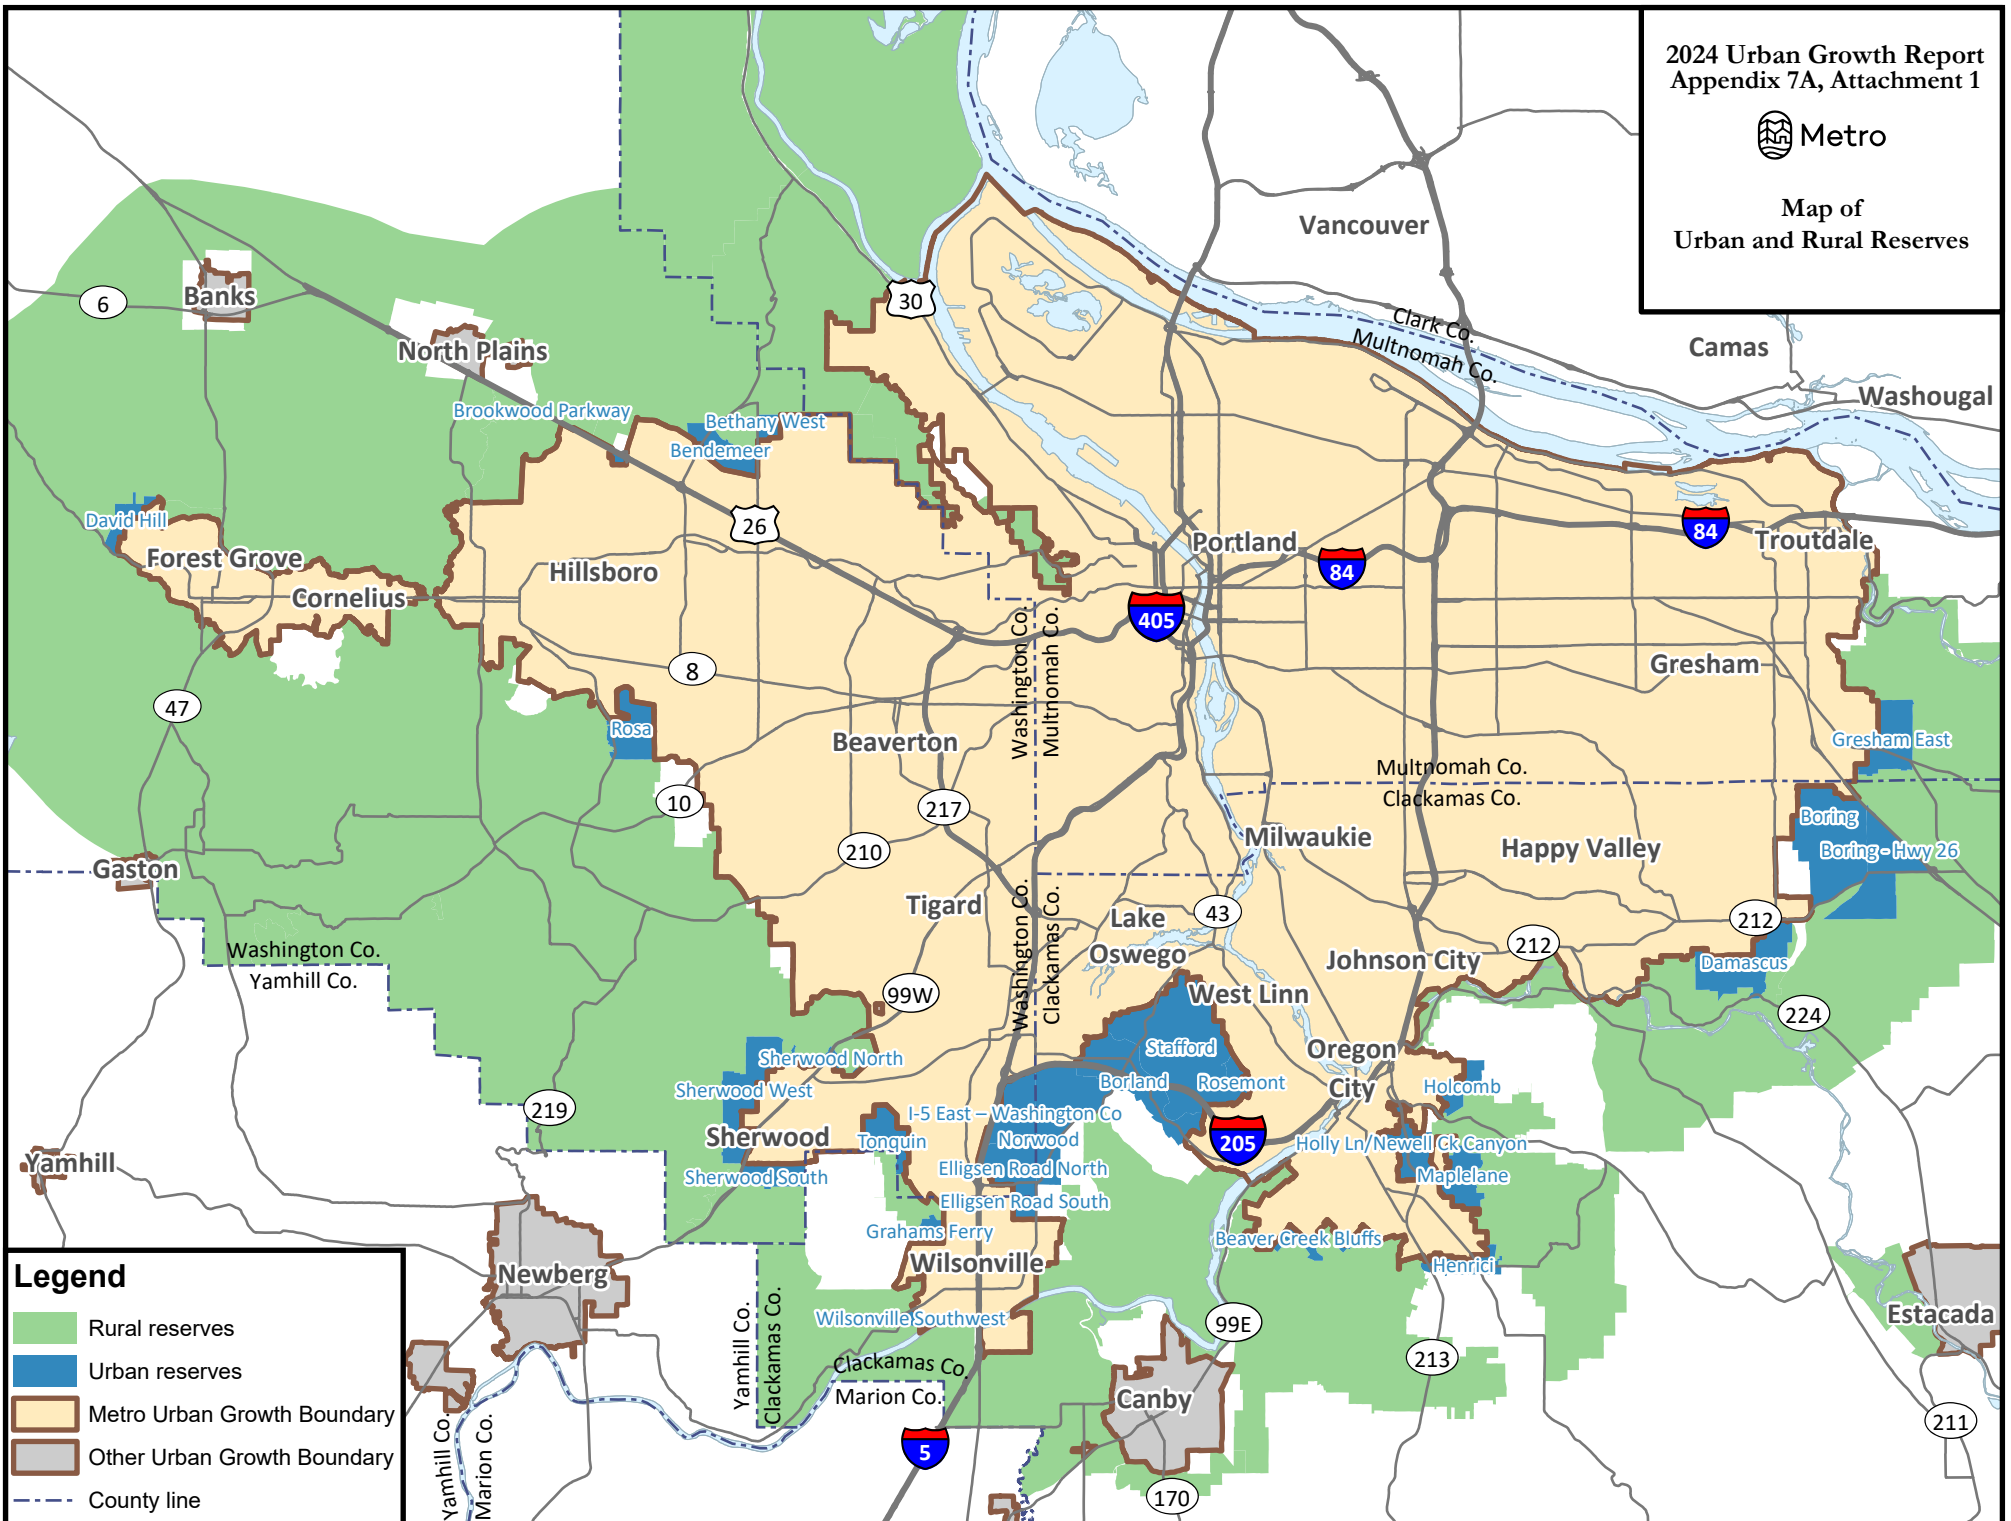 2024 Urban Growth Report
Appendix 7A, Attachment 1
Metro
Map of
Urban and Rural Reserves
Vancouver
Clark Co.
Multnomah Co.
Camas
Washougal
30
6
Banks
North Plains
Brookwood Parkway
Bethany West
Bendemeer
26
David Hill
Forest Grove
Cornelius
Hillsboro
Portland
84
84
Troutdale
405
Washington Co.
Multnomah Co.
8
Gresham
47
Rosa
Beaverton
Gresham East
Multnomah Co.
Clackamas Co.
10
217
210
Milwaukie
Happy Valley
Boring
Boring - Hwy 26
Gaston
Tigard
Washington Co.
Clackamas Co.
Lake
Oswego
43
212
212
Johnson City
Damascus
Washington Co.
Yamhill Co.
99W
West Linn
224
Stafford
Borland
Rosemont
Oregon
City
Holcomb
Sherwood North
Sherwood West
219
I-5 East – Washington Co
Norwood
Sherwood
Tonquin
205
Holly Ln/Newell Ck Canyon
Elligsen Road North
Maplelane
Yamhill
Sherwood South
Elligsen Road South
Grahams Ferry
Beaver Creek Bluffs
Henrici
Wilsonville
Newberg
Wilsonville Southwest
99E
Estacada
213
Yamhill Co.
Clackamas Co.
Clackamas Co.
Marion Co.
Canby
211
5
170
Yamhill Co.
Marion Co.
Legend
Rural reserves
Urban reserves
Metro Urban Growth Boundary
Other Urban Growth Boundary
County line